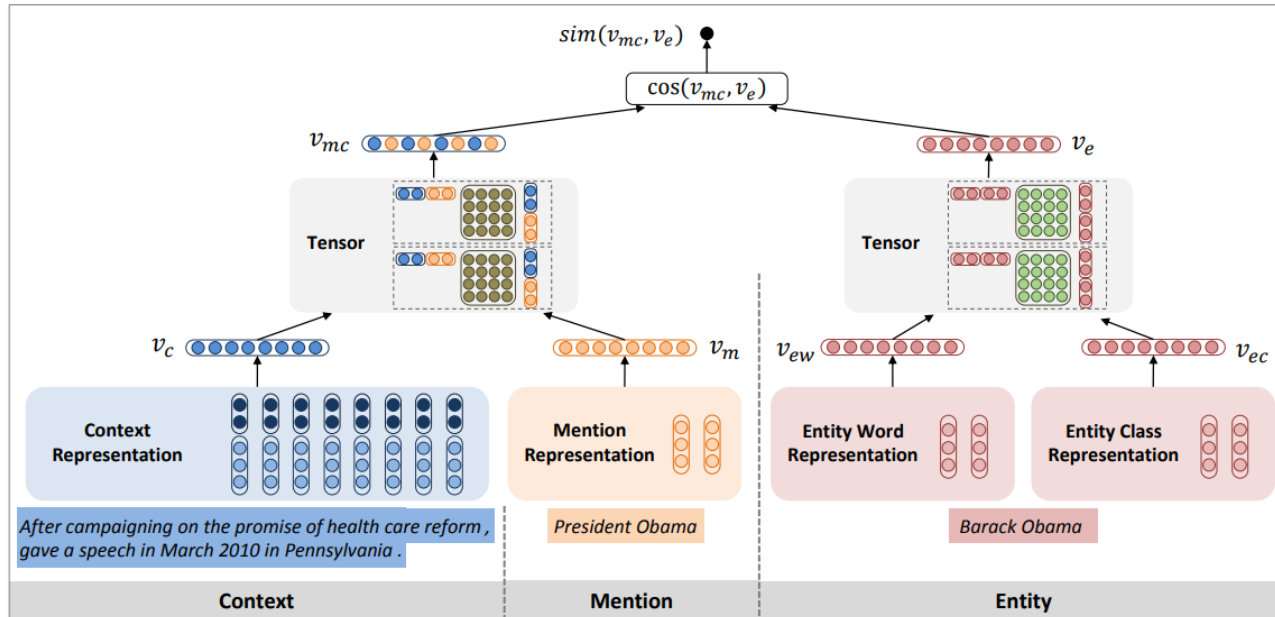 sim(v_mc, v_e)
cos(v_mc, v_e)
v_mc
v_e
Tensor
Tensor
v_c
v_m
v_ew
v_ec
Context
Representation
Mention
Representation
Entity Word
Representation
Entity Class
Representation
After campaigning on the promise of health care reform ,
gave a speech in March 2010 in Pennsylvania .
President Obama
Barack Obama
Context
Mention
Entity